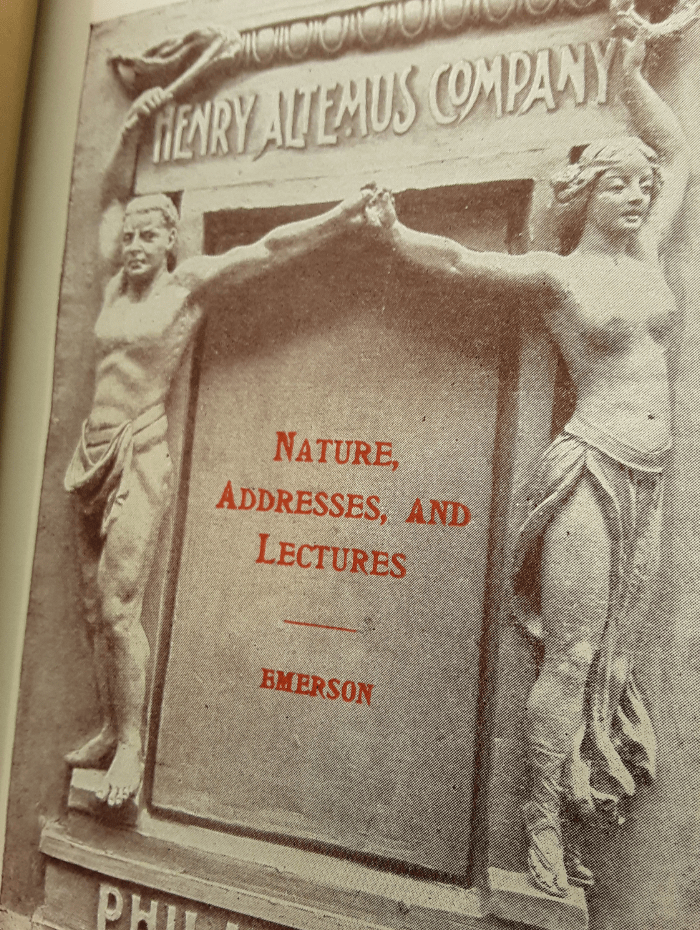 HENRY ALTEMUS COMPANY
NATURE,
ADDRESSES, AND
LECTURES
EMERSON